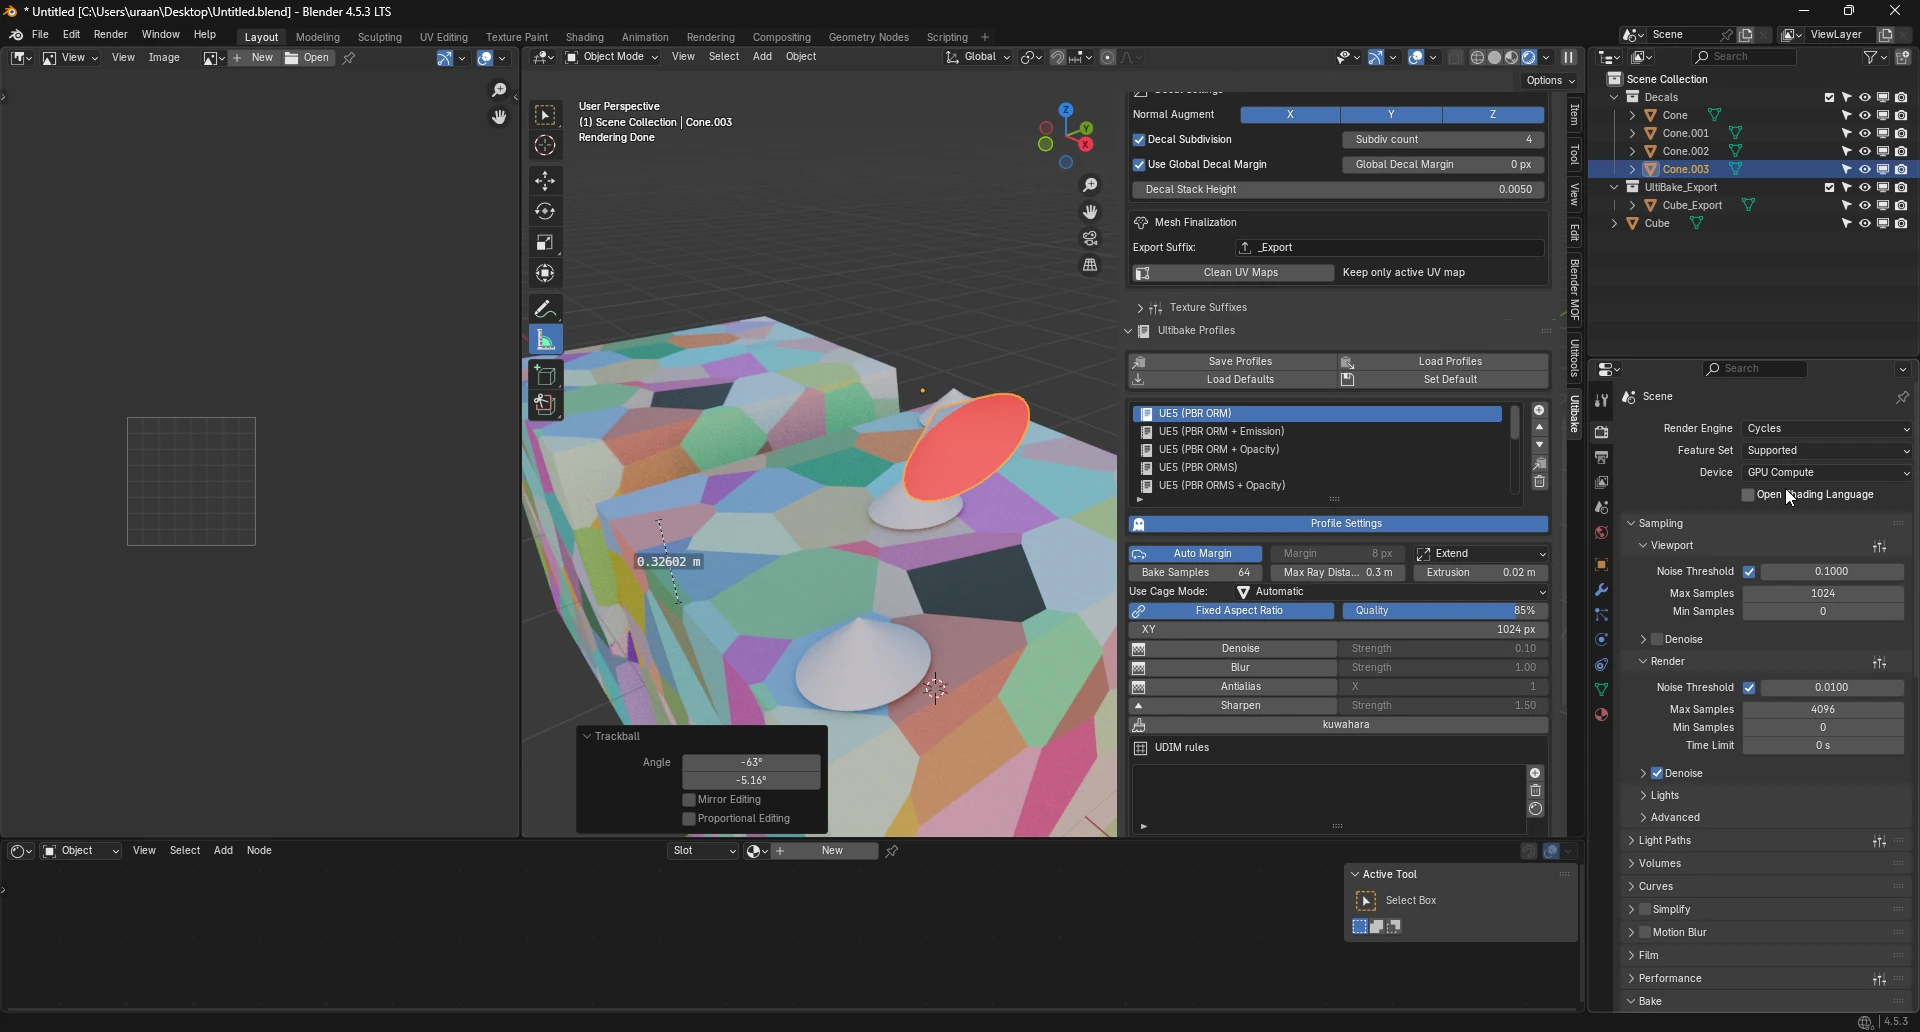 * Untitled [C:\Users\uraan\Desktop\Untitled.blend] - Blender 4.5.3 LTS
File Edit Render Window Help Layout Modeling Sculpting UV Editing Texture Paint Shading Animation Rendering Compositing Geometry Nodes Scripting +
Scene ViewLayer
View View Image New Open
Object Mode View Select Add Object Global
Search
Options
User Perspective
(1) Scene Collection | Cone.003
Rendering Done
Z
Y
X
Normal Augment X Y Z
Decal Subdivision Subdiv count 4
Use Global Decal Margin Global Decal Margin 0 px
Decal Stack Height 0.0050
Mesh Finalization
Export Suffix: _Export
Clean UV Maps Keep only active UV map
Texture Suffixes
Ultibake Profiles
Save Profiles Load Profiles
Load Defaults Set Default
UE5 (PBR ORM)
UE5 (PBR ORM + Emission)
UE5 (PBR ORM + Opacity)
UE5 (PBR ORMS)
UE5 (PBR ORMS + Opacity)
Profile Settings
Auto Margin Margin 8 px Extend
Bake Samples 64 Max Ray Dista... 0.3 m Extrusion 0.02 m
Use Cage Mode: Automatic
Fixed Aspect Ratio Quality 85%
XY 1024 px
Denoise Strength 0.10
Blur Strength 1.00
Antialias X 1
Sharpen Strength 1.50
kuwahara
UDIM rules
Item
Tool
View
Edit
Blender MOF
Ultitools
Ultibake
0.32602 m
Trackball
Angle -63°
-5.16°
Mirror Editing
Proportional Editing
Scene Collection
Decals
Cone
Cone.001
Cone.002
Cone.003
UltiBake_Export
Cube_Export
Cube
Search
Scene
Render Engine Cycles
Feature Set Supported
Device GPU Compute
Open
ading Language
Sampling
Viewport
Noise Threshold 0.1000
Max Samples 1024
Min Samples 0
Denoise
Render
Noise Threshold 0.0100
Max Samples 4096
Min Samples 0
Time Limit 0 s
Denoise
Lights
Advanced
Light Paths
Volumes
Curves
Simplify
Motion Blur
Film
Performance
Bake
Object View Select Add Node Slot New
Active Tool
Select Box
4.5.3